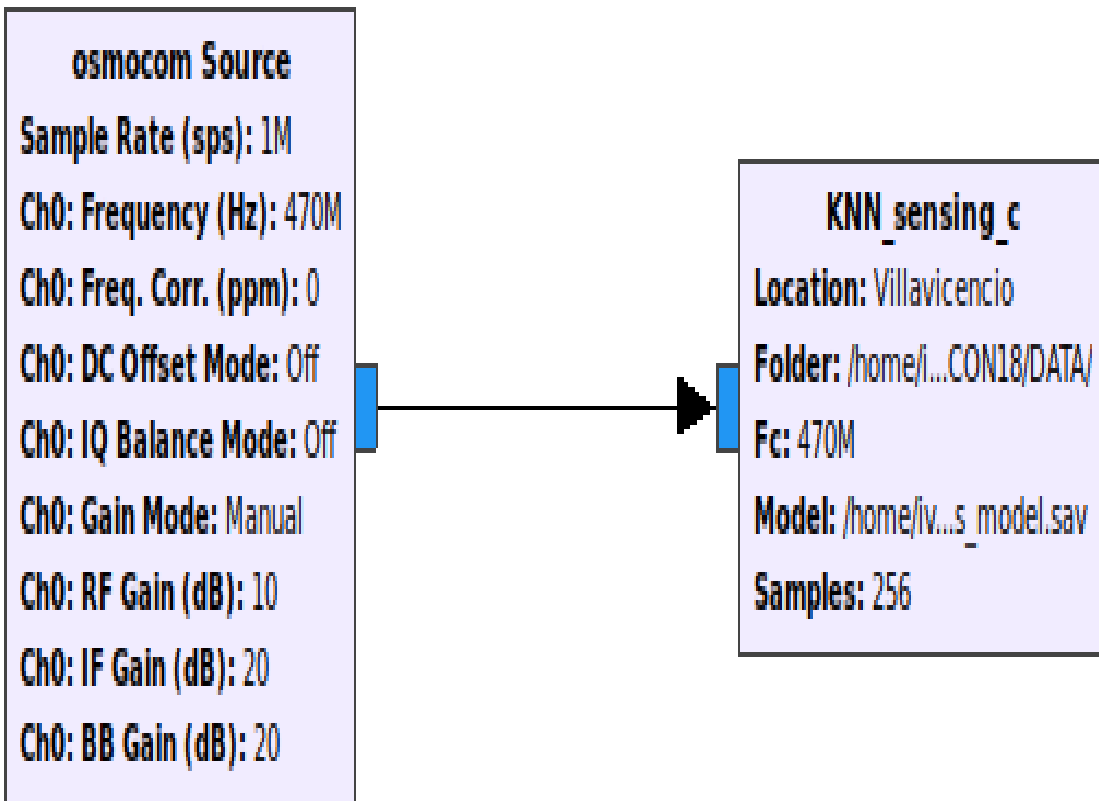 osmocom Source
Sample Rate (sps): 1M
Ch0: Frequency (Hz): 470M
Ch0: Freq. Corr. (ppm): 0
Ch0: DC Offset Mode: Off
Ch0: IQ Balance Mode: Off
Ch0: Gain Mode: Manual
Ch0: RF Gain (dB): 10
Ch0: IF Gain (dB): 20
Ch0: BB Gain (dB): 20
KNN_sensing_c
Location: Villavicencio
Folder: /home/i...CON18/DATA/
Fc: 470M
Model: /home/iv...s_model.sav
Samples: 256